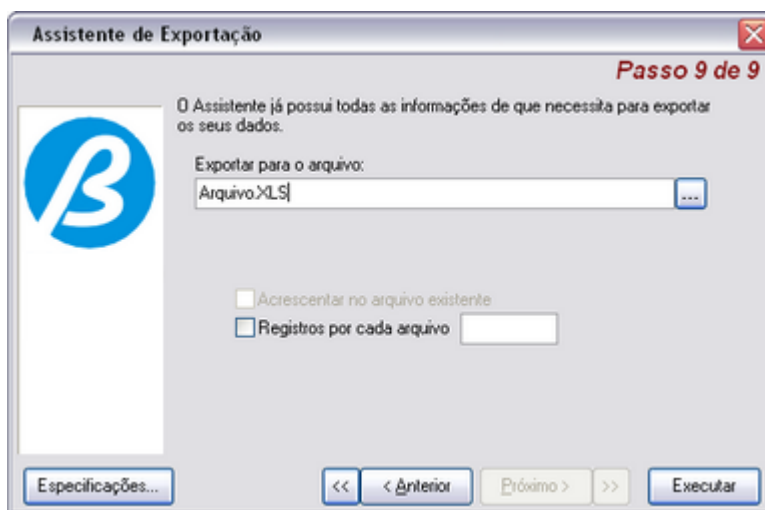 Assistente de Exportação
Passo 9 de 9
O Assistente já possui todas as informações de que necessita para exportar
os seus dados.
Exportar para o arquivo:
Arquivo.XLS
...
Acrescentar no arquivo existente
Registros por cada arquivo
Especificações... << < Anterior Próximo > >> Executar